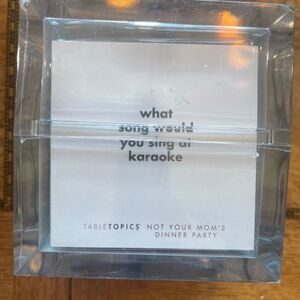 what
song would
you sing at
karaoke
TABLETOPICS NOT YOUR MOM'S
DINNER PARTY